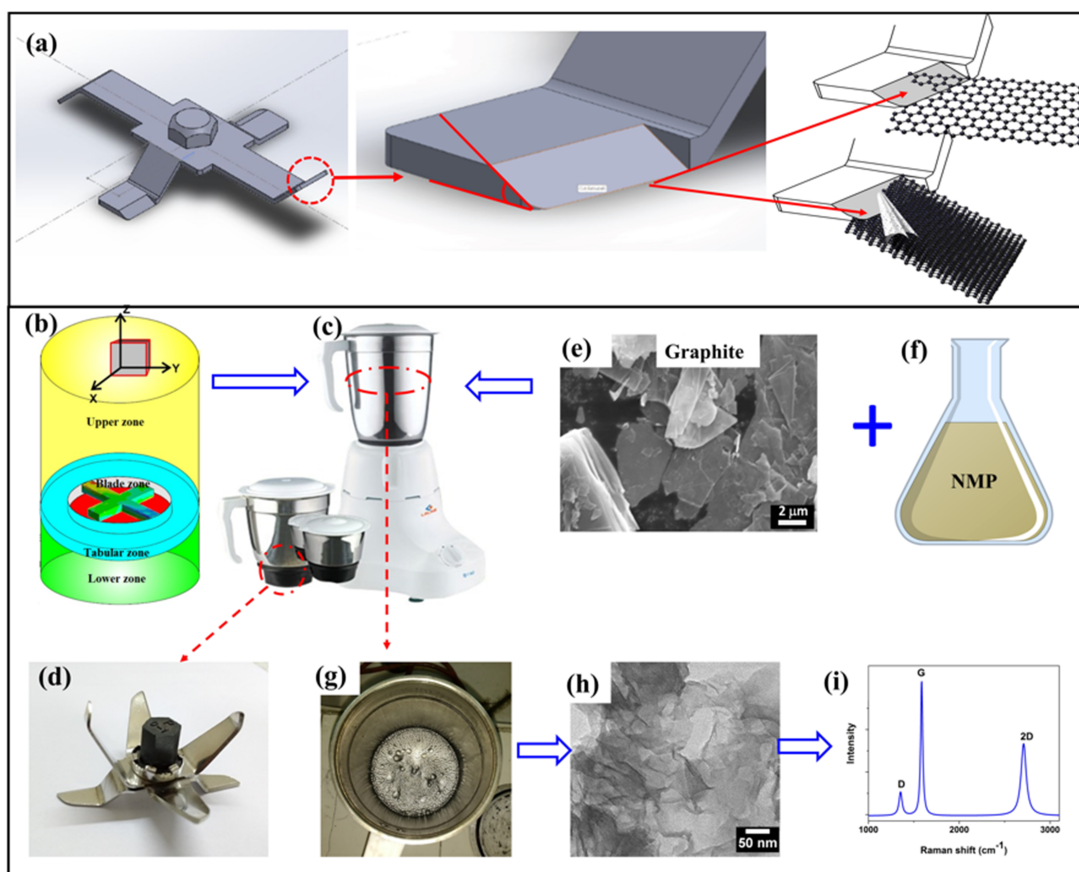 (a)
(b)
Z
Y
X
Upper zone
Blade zone
Tabular zone
Lower zone
(c)
(e)
Graphite
2 μm
(f)
+
NMP
(d)
(g)
(h)
50 nm
(i)
G
2D
D
Intensity
1000
2000
3000
Raman shift (cm-1)